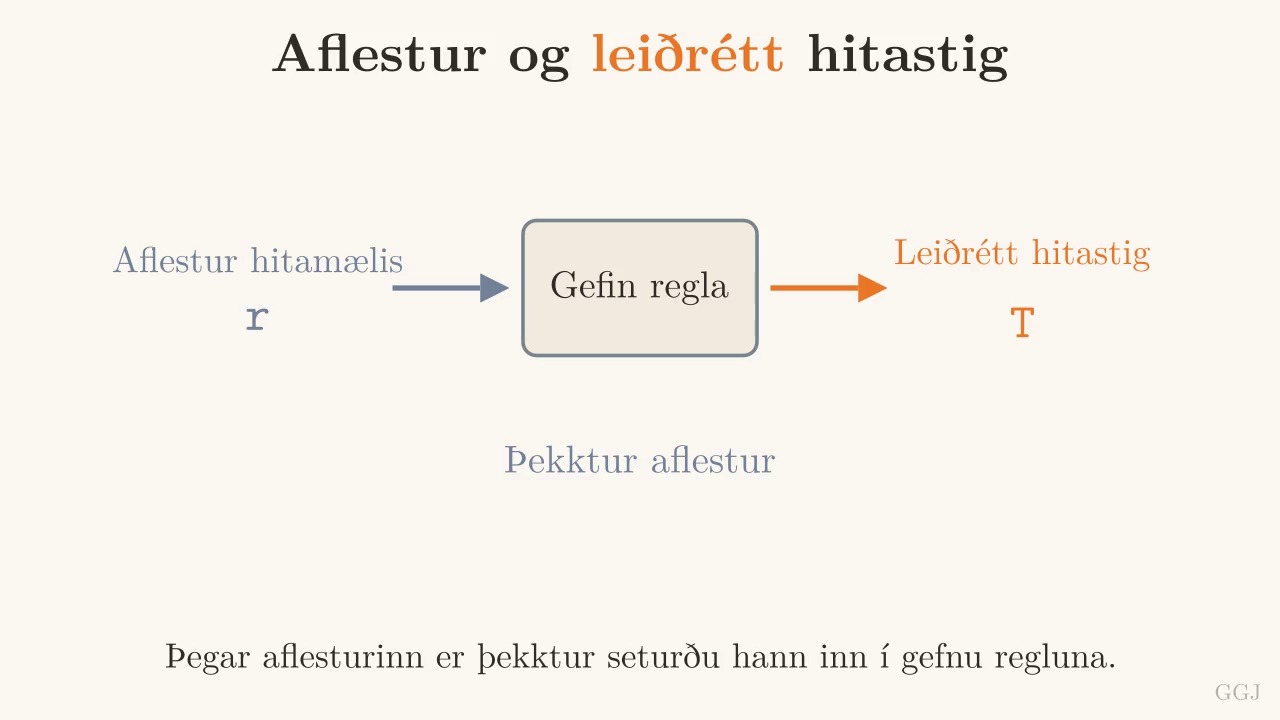 Aflestur og leiðrétt hitastig
Aflestur hitamælis
r
Gefin regla
Leiðrétt hitastig
T
Þekktur aflestur
Þegar aflesturinn er þekktur seturðu hann inn í gefnu regluna.
GGJ